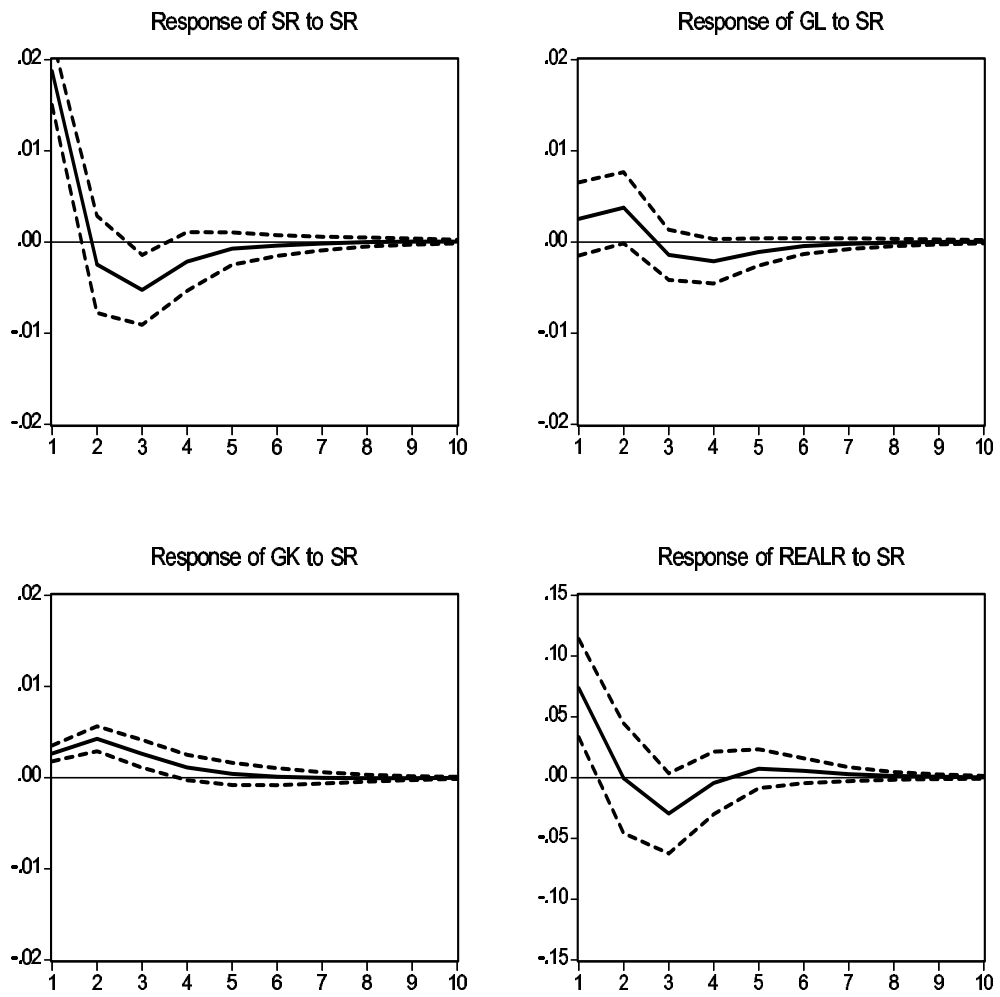 Response of SR to SR
.02
.01
.00
-.01
-.02
1 2 3 4 5 6 7 8 9 10
Response of GL to SR
.02
.01
.00
-.01
-.02
1 2 3 4 5 6 7 8 9 10
Response of GK to SR
.02
.01
.00
-.01
-.02
1 2 3 4 5 6 7 8 9 10
Response of REALR to SR
.15
.10
.05
.00
-.05
-.10
-.15
1 2 3 4 5 6 7 8 9 10